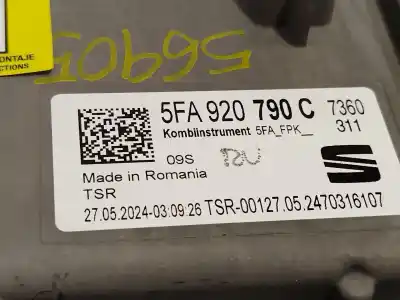 ONTAJE
CTIONS
5FA 920 790 C 7360
Kombiinstrument 5FA_FPK__ 311
09S
Made in Romania
TSR
27.05.2024-03:09:26 TSR-00127.05.2470316107